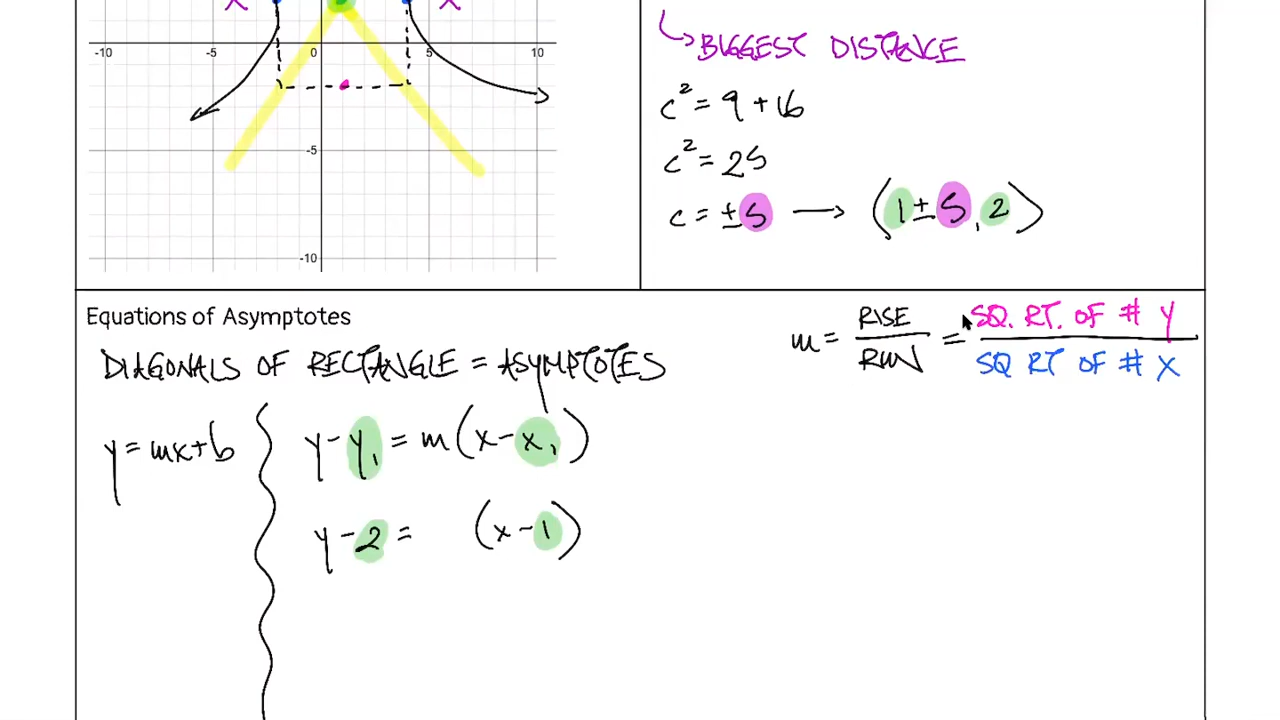 X X
-10 -5 0 5 10
-5
-10
BIGGEST DISTANCE
c² = 9 + 16
c² = 25
c = ± 5 → (1 ± 5, 2)
Equations of Asymptotes
DIAGONALS OF RECTANGLE = ASYMPTOTES
y = mx + b
y - y₁ = m(x - x₁)
y - 2 = (x - 1)
m = RISE / RUN = SQ. RT. OF # Y / SQ RT OF # X